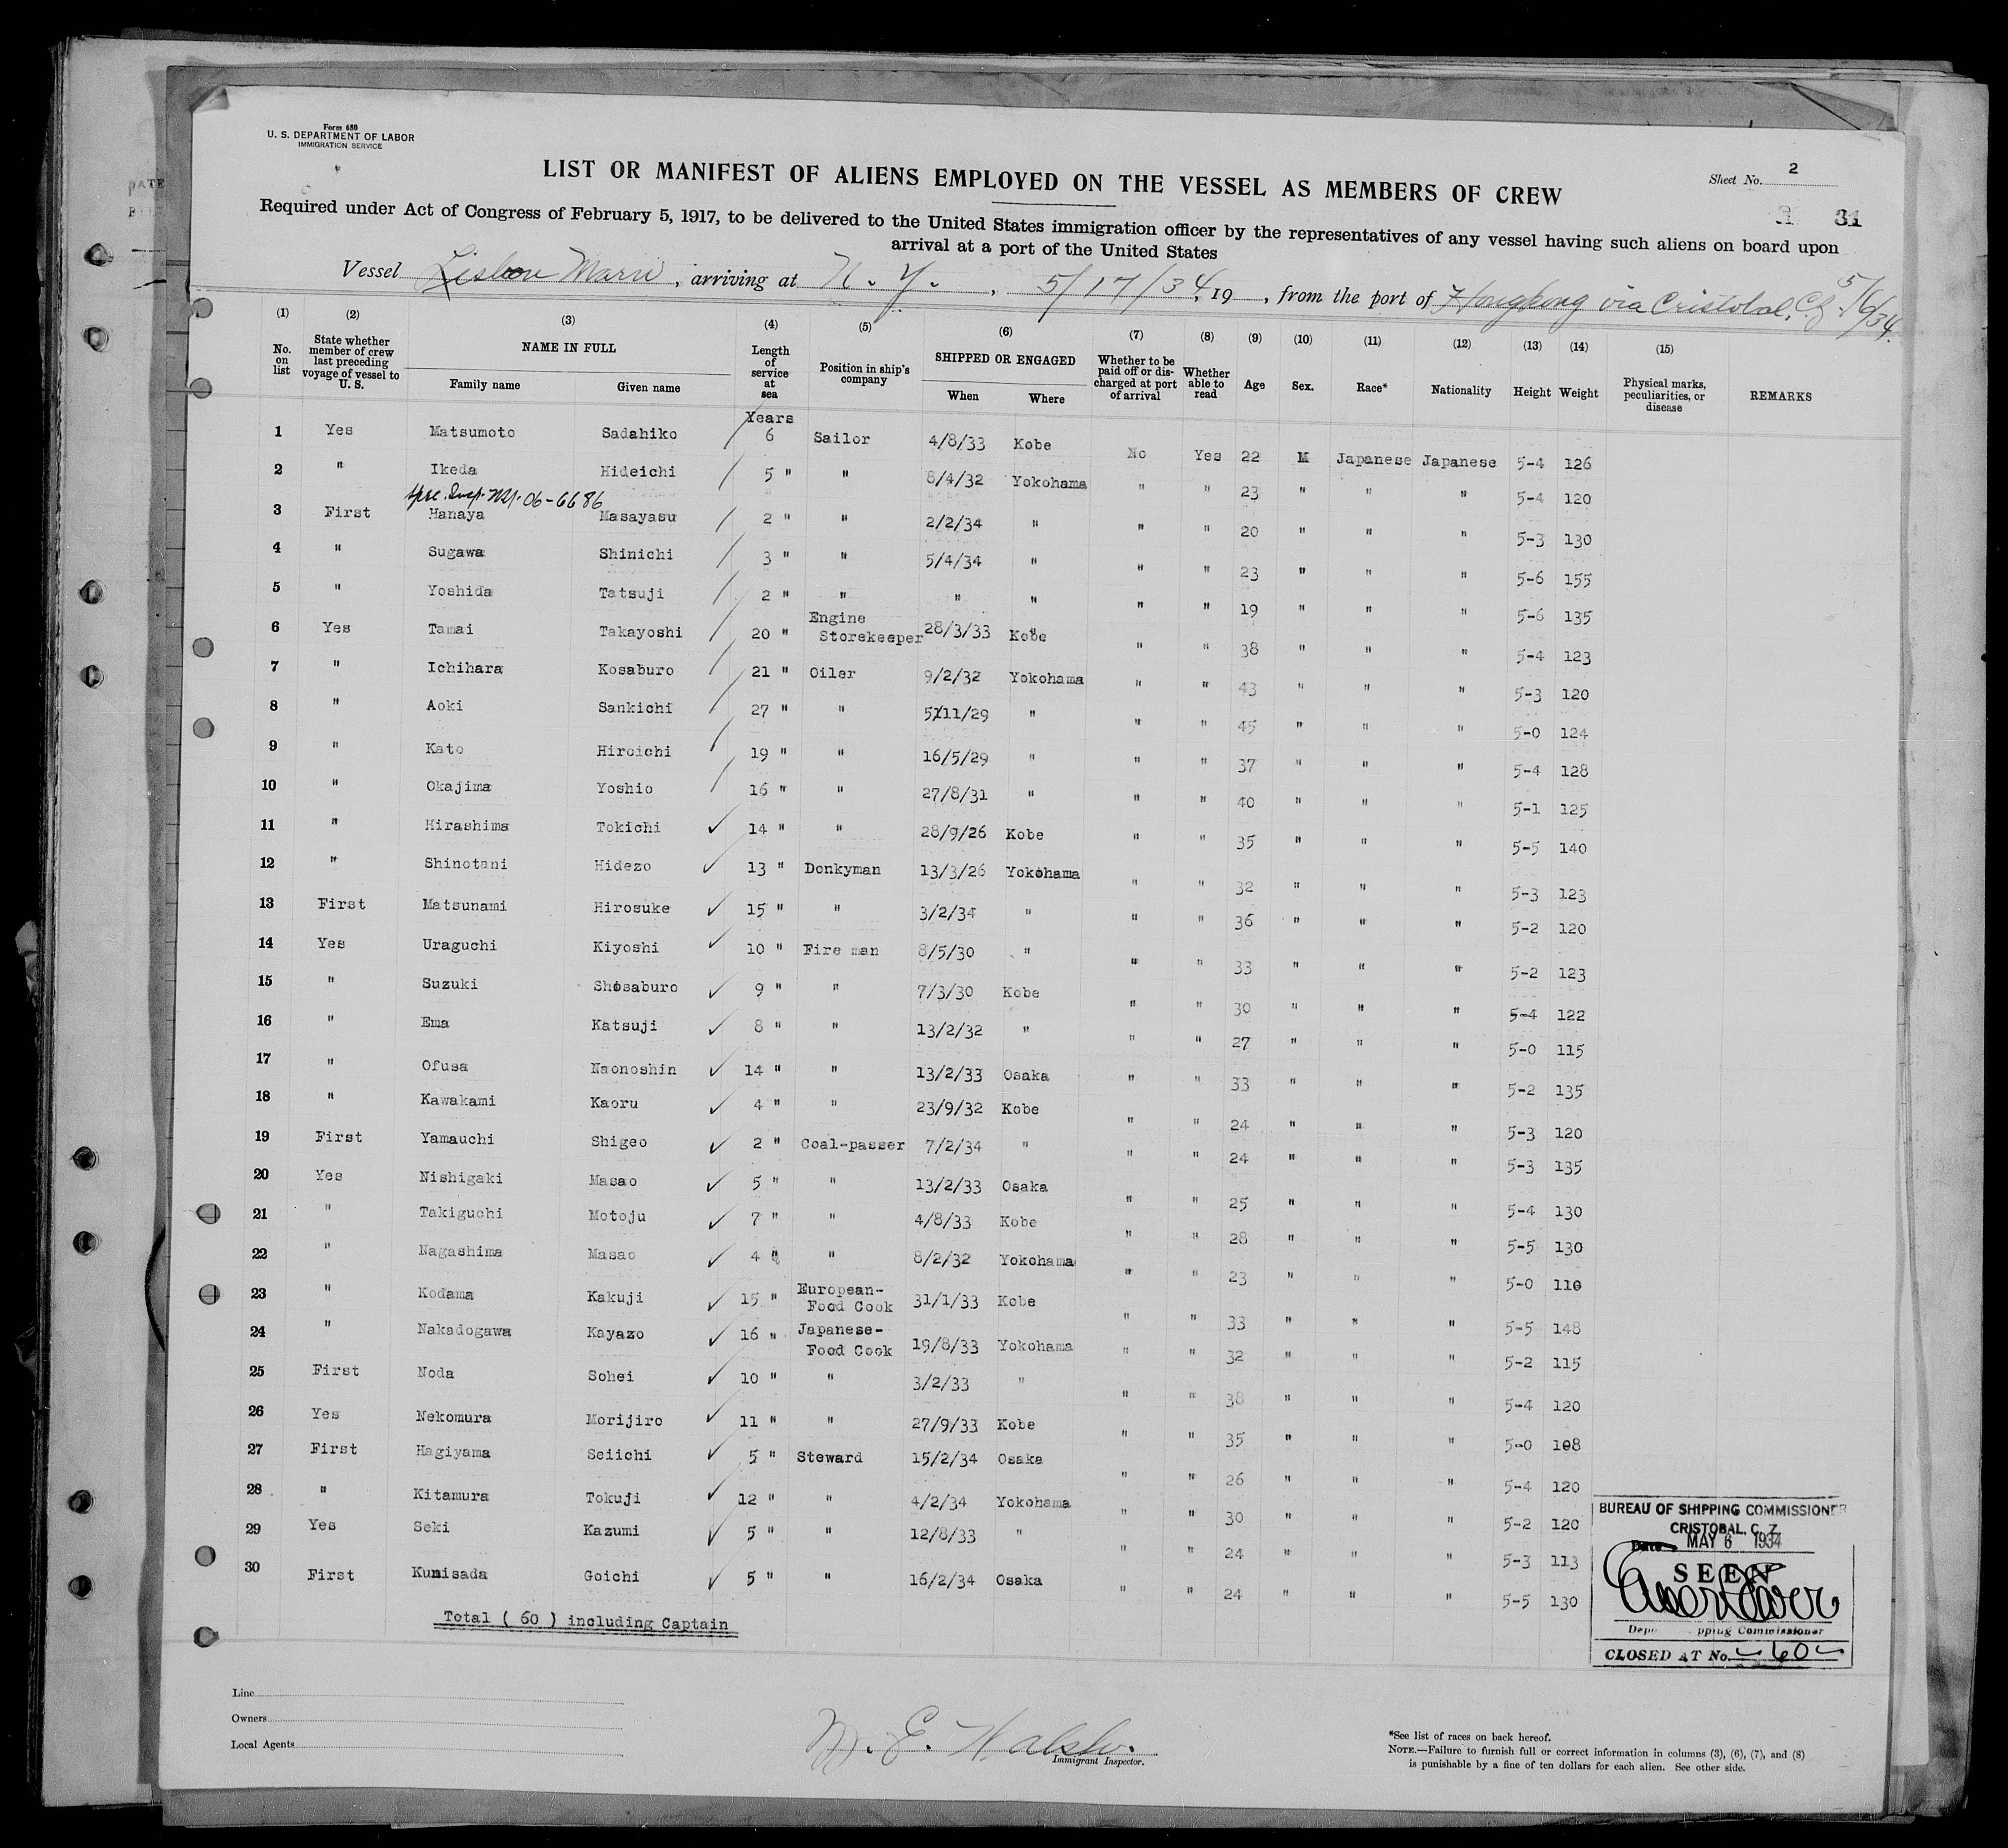 Form 680
U. S. DEPARTMENT OF LABOR
IMMIGRATION SERVICE
LIST OR MANIFEST OF ALIENS EMPLOYED ON THE VESSEL AS MEMBERS OF CREW
Sheet No. 2
31
Required under Act of Congress of February 5, 1917, to be delivered to the United States immigration officer by the representatives of any vessel having such aliens on board upon
arrival at a port of the United States
Vessel Lisbon Maru, arriving at N. Y., 5/17/34, 19 , from the port of Hongkong via Cristobal, C Z 5/6/34.
(1) (2) (3) (4) (5) (6) (7) (8) (9) (10) (11) (12) (13) (14) (15)
No. on list State whether member of crew last preceding voyage of vessel to U. S. NAME IN FULL Family name Given name Length of service at sea Position in ship's company SHIPPED OR ENGAGED When Where Whether to be paid off or discharged at port of arrival Whether able to read Age Sex. Race* Nationality Height Weight Physical marks, peculiarities, or disease REMARKS
Years
1 Yes Matsumoto Sadahiko / 6 Sailor 4/8/33 Kobe No Yes 22 M Japanese Japanese 5-4 126
2 " Ikeda Hideichi / 5 " " 8/4/32 Yokohama " " 23 " " " 5-4 120
06-6686
3 First Hanaya Masayasu / 2 " " 2/2/34 " " " 20 " " " 5-3 130
4 " Sugawa Shinichi / 3 " " 5/4/34 " " " 23 " " " 5-6 155
5 " Yoshida Tatsuji / 2 " " " " " " 19 " " " 5-6 135
6 Yes Tamai Takayoshi / 20 " Engine Storekeeper 28/3/33 Kobe " " 38 " " " 5-4 123
7 " Ichihara Kosaburo / 21 " Oiler 9/2/32 Yokohama " " 43 " " " 5-3 120
8 " Aoki Sankichi / 27 " " 5/11/29 " " " 45 " " " 5-0 124
9 " Kato Hiroichi / 19 " " 16/5/29 " " " 37 " " " 5-4 128
10 " Okajima Yoshio / 16 " " 27/8/31 " " " 40 " " " 5-1 125
11 " Hirashima Tokichi ✓ 14 " " 28/9/26 Kobe " " 35 " " " 5-5 140
12 " Shinotani Hidezo ✓ 13 " Donkyman 13/3/26 Yokohama " " 32 " " " 5-3 123
13 First Matsunami Hirosuke ✓ 15 " " 3/2/34 " " " 36 " " " 5-2 120
14 Yes Uraguchi Kiyoshi ✓ 10 " Fire man 8/5/30 " " " 33 " " " 5-2 123
15 " Suzuki Shosaburo ✓ 9 " " 7/3/30 Kobe " " 30 " " " 5-4 122
16 " Ema Katsuji ✓ 8 " " 13/2/32 " " " 27 " " " 5-0 115
17 " Ofusa Naonoshin ✓ 14 " " 13/2/33 Osaka " " 33 " " " 5-2 135
18 " Kawakami Kaoru ✓ 4 " " 23/9/32 Kobe " " 24 " " " 5-3 120
19 First Yamauchi Shigeo ✓ 2 " Coal-passer 7/2/34 " " " 24 " " " 5-3 135
20 Yes Nishigaki Masao ✓ 5 " " 13/2/33 Osaka " " 25 " " " 5-4 130
21 " Takiguchi Motoju ✓ 7 " " 4/8/33 Kobe " " 28 " " " 5-5 130
22 " Nagashima Masao ✓ 4 " " 8/2/32 Yokohama " " 23 " " " 5-0 110
23 " Kodama Kakuji ✓ 15 " European- Food Cook 31/1/33 Kobe " " 33 " " " 5-5 148
24 " Nakadogawa Kayazo ✓ 16 " Japanese- Food Cook 19/8/33 Yokohama " " 32 " " " 5-2 115
25 First Noda Sohei ✓ 10 " " 3/2/33 " " " 38 " " " 5-4 120
26 Yes Nekomura Morijiro ✓ 11 " " 27/9/33 Kobe " " 35 " " " 5-0 108
27 First Hagiyama Seiichi ✓ 5 " Steward 15/2/34 Osaka " " 26 " " " 5-4 120
28 " Kitamura Tokuji ✓ 12 " " 4/2/34 Yokohama " " 30 " " " 5-2 120
29 Yes Seki Kazumi ✓ 5 " " 12/8/33 " " " 24 " " " 5-3 113
30 First Kunisada Goichi ✓ 5 " " 16/2/34 Osaka " " 24 " " " 5-5 130
Total ( 60 ) including Captain
BUREAU OF SHIPPING COMMISSIONER
CRISTOBAL, C. Z.
Date MAY 6 1934
SEEN
pping Commissioner
CLOSED AT No. -60-
Line
Owners
Local Agents
M. E. Walsh.
Immigrant Inspector.
*See list of races on back hereof.
NOTE.—Failure to furnish full or correct information in columns (3), (6), (7), and (8)
is punishable by a fine of ten dollars for each alien. See other side.